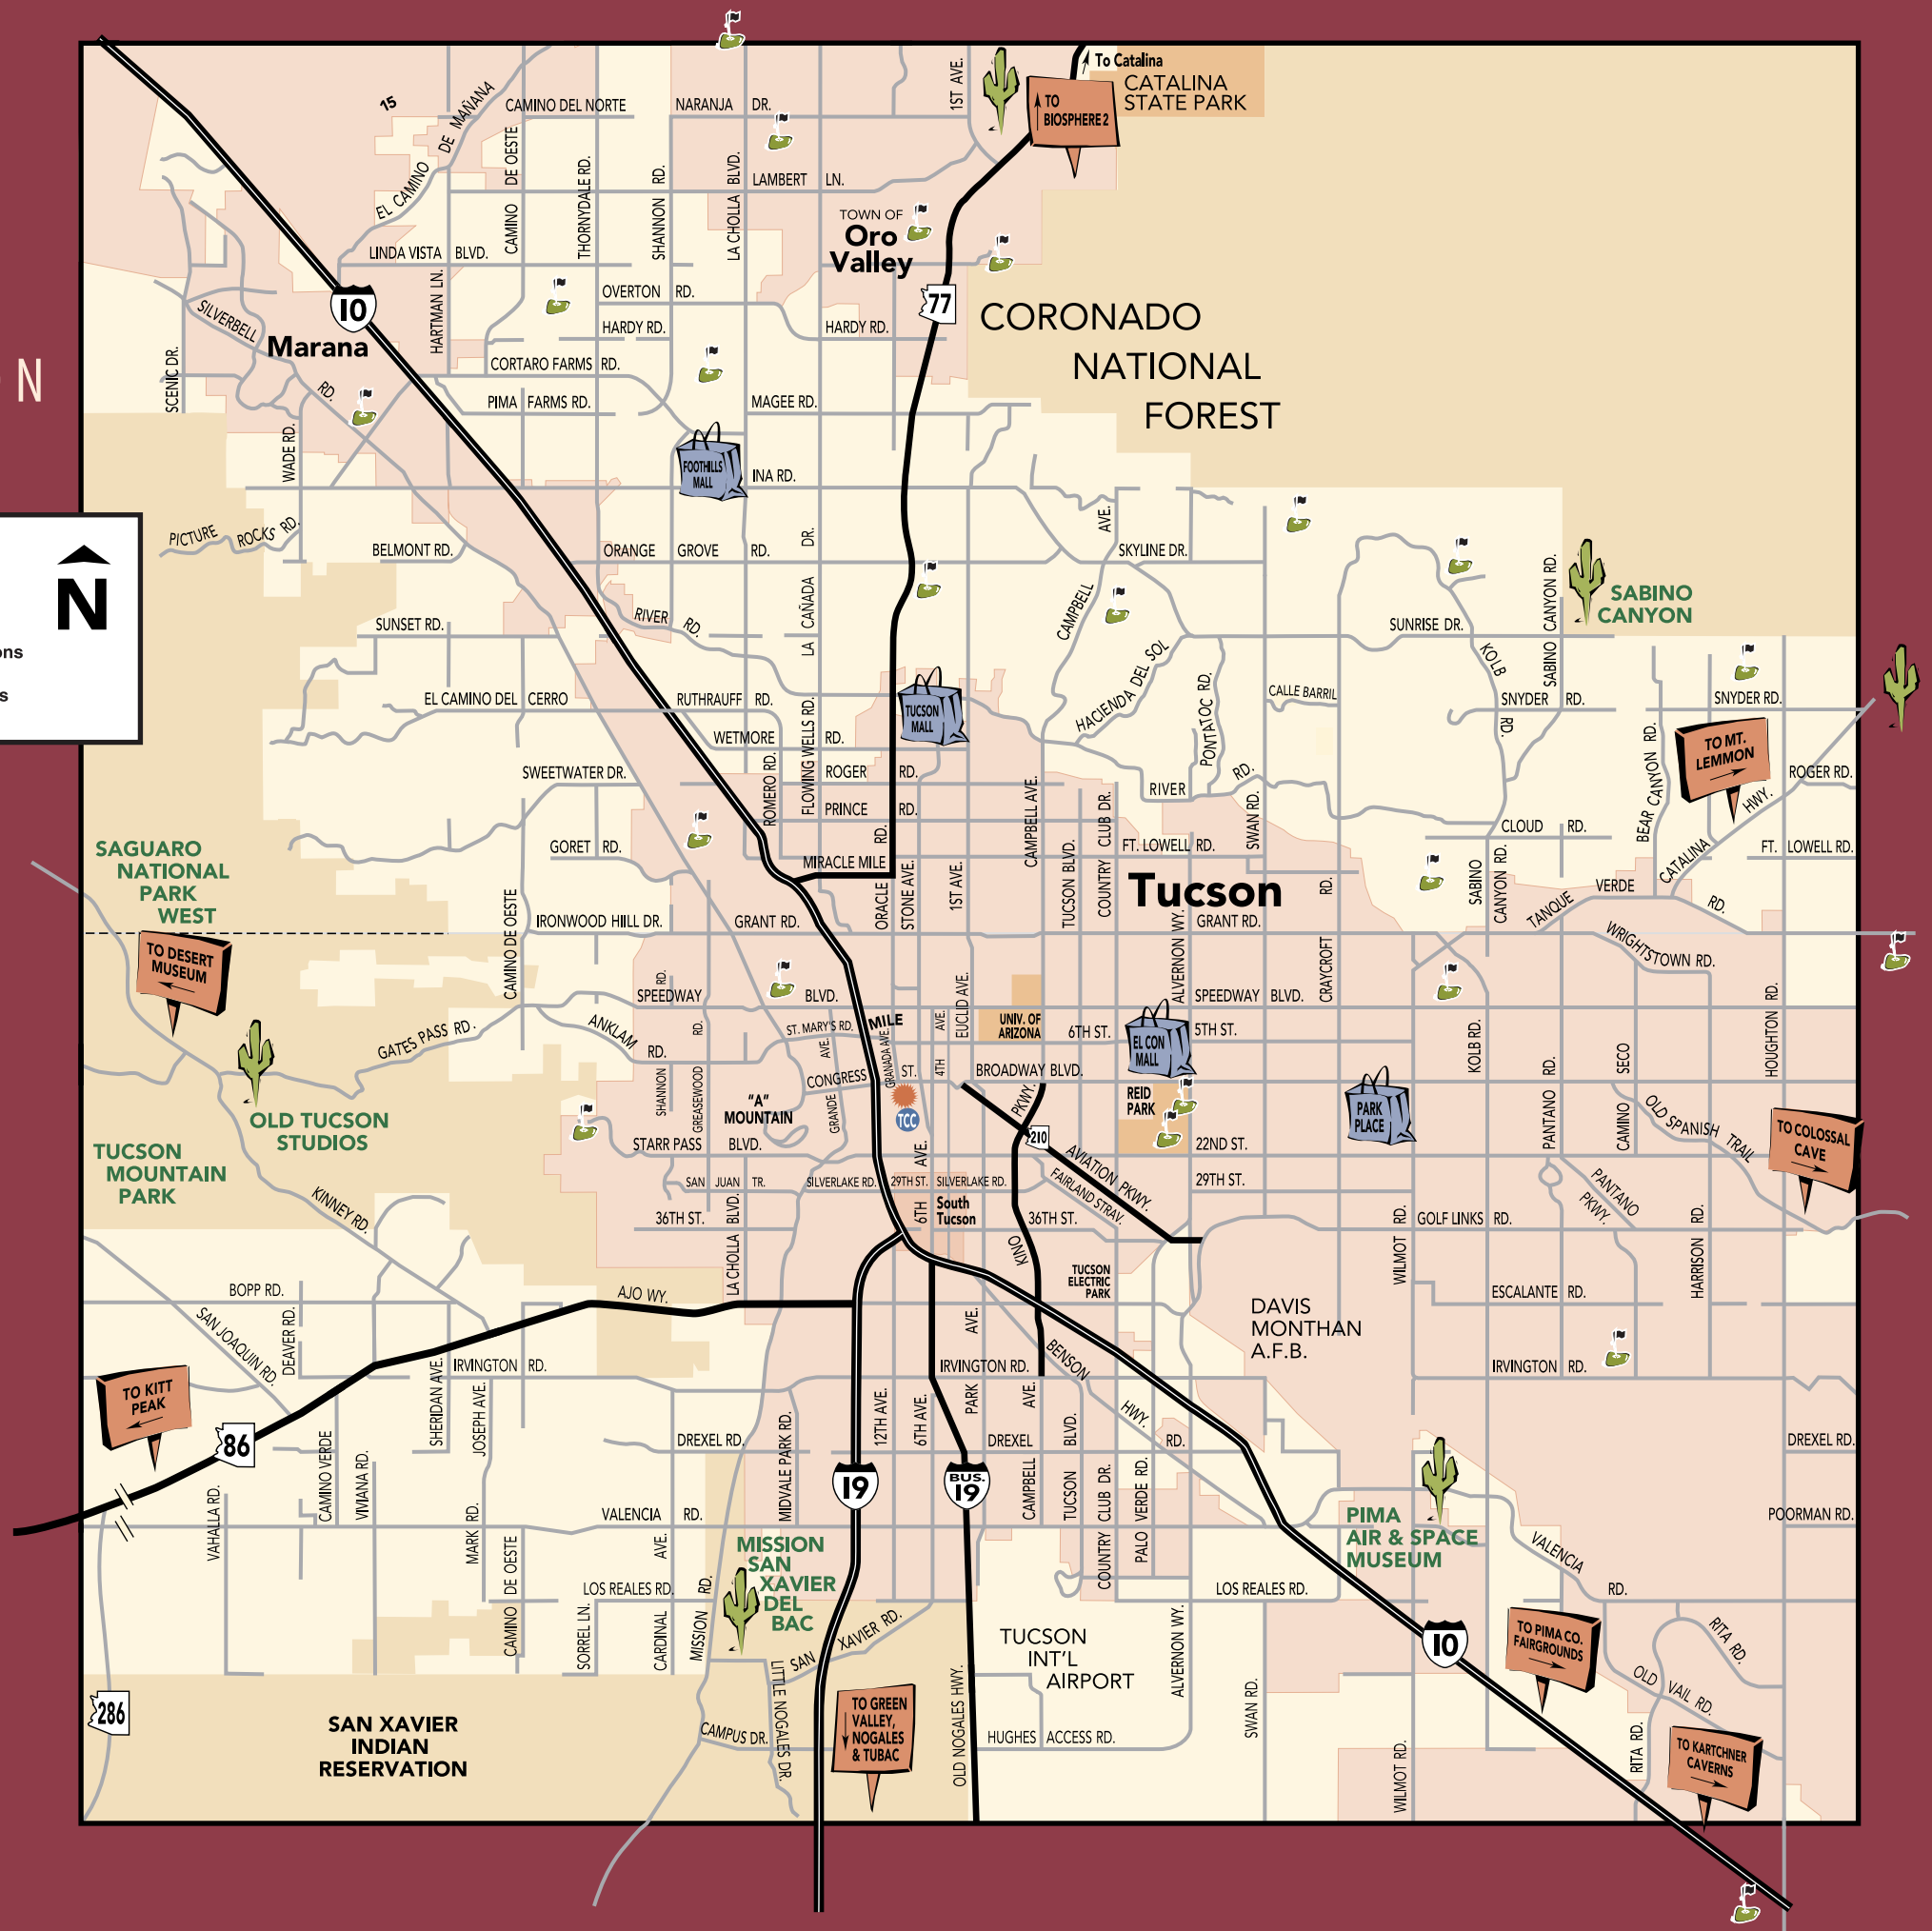 To Catalina
CATALINA
STATE PARK
TO
BIOSPHERE 2
1ST AVE.
15
EL CAMINO DE MAÑANA
CAMINO DEL NORTE
NARANJA DR.
CAMINO DE OESTE
THORNYDALE RD.
SHANNON RD.
LA CHOLLA BLVD.
LAMBERT LN.
TOWN OF
Oro
Valley
LINDA VISTA BLVD.
HARTMAN LN.
10
77
OVERTON RD.
HARDY RD.
HARDY RD.
CORONADO
NATIONAL
FOREST
SILVERBELL RD.
Marana
SCENIC DR.
CORTARO FARMS RD.
PIMA FARMS RD.
MAGEE RD.
N
WADE RD.
FOOTHILLS
MALL
INA RD.
PICTURE ROCKS RD.
BELMONT RD.
ORANGE GROVE RD.
LA CAÑADA DR.
CAMPBELL AVE.
SKYLINE DR.
N
ons
s
SABINO
CANYON
SABINO CANYON RD.
SUNSET RD.
RIVER RD.
SUNRISE DR.
KOLB RD.
HACIENDA DEL SOL
PONTATOC RD.
CALLE BARRIL
SNYDER RD.
SNYDER RD.
EL CAMINO DEL CERRO
RUTHRAUFF RD.
TUCSON
MALL
WETMORE RD.
FLOWING WELLS RD.
ROMERO RD.
SWEETWATER DR.
ROGER RD.
PRINCE RD.
RIVER RD.
BEAR CANYON RD.
TO MT.
LEMMON
ROGER RD.
CATALINA HWY.
CLOUD RD.
FT. LOWELL RD.
FT. LOWELL RD.
SWAN RD.
CAMPBELL AVE.
TUCSON BLVD.
COUNTRY CLUB DR.
SAGUARO
NATIONAL
PARK
WEST
GORET RD.
MIRACLE MILE
ORACLE RD.
STONE AVE.
1ST AVE.
Tucson
SABINO CANYON RD.
TANQUE VERDE RD.
CAMINO DE OESTE
IRONWOOD HILL DR.
GRANT RD.
ALVERNON WY.
GRANT RD.
CRAYCROFT RD.
WRIGHTSTOWN RD.
TO DESERT
MUSEUM
SPEEDWAY BLVD.
SPEEDWAY BLVD.
GATES PASS RD.
ANKLAM RD.
ST. MARY'S RD.
MILE
GRANADA AVE.
4TH AVE.
EUCLID AVE.
UNIV. OF
ARIZONA
6TH ST.
5TH ST.
EL CON
MALL
KOLB RD.
HOUGHTON RD.
SHANNON RD.
GREASEWOOD RD.
GRANDE AVE.
CONGRESS ST.
BROADWAY BLVD.
REID
PARK
PARK
PLACE
PANTANO RD.
CAMINO SECO
OLD SPANISH TRAIL
TO COLOSSAL
CAVE
OLD TUCSON
STUDIOS
"A"
MOUNTAIN
TCC
210
TUCSON
MOUNTAIN
PARK
STARR PASS BLVD.
22ND ST.
AVIATION PKWY.
SAN JUAN TR.
SILVERLAKE RD.
29TH ST.
SILVERLAKE RD.
FAIRLAND STRAV.
29TH ST.
KINNEY RD.
36TH ST.
LA CHOLLA BLVD.
6TH AVE.
South
Tucson
KINO PKWY.
36TH ST.
WILMOT RD.
GOLF LINKS RD.
PANTANO PKWY.
HARRISON RD.
TUCSON
ELECTRIC
PARK
BOPP RD.
AJO WY.
ESCALANTE RD.
DAVIS
MONTHAN
A.F.B.
SAN JOAQUIN RD.
DEAVER RD.
IRVINGTON RD.
IRVINGTON RD.
IRVINGTON RD.
PARK AVE.
BENSON HWY.
TO KITT
PEAK
86
SHERIDAN AVE.
JOSEPH AVE.
12TH AVE.
6TH AVE.
DREXEL RD.
DREXEL RD.
DREXEL RD.
MIDVALE PARK RD.
CAMINO VERDE
VIVIANA RD.
19
BUS.
19
CAMPBELL AVE.
TUCSON BLVD.
COUNTRY CLUB DR.
PALO VERDE RD.
VAHALLA RD.
MARK RD.
VALENCIA RD.
PIMA
AIR & SPACE
MUSEUM
VALENCIA RD.
POORMAN RD.
MISSION
SAN
XAVIER
DEL
BAC
CAMINO DE OESTE
LOS REALES RD.
SORREL LN.
CARDINAL AVE.
MISSION RD.
LOS REALES RD.
SAN XAVIER RD.
TUCSON
INT'L
AIRPORT
ALVERNON WY.
SWAN RD.
10
TO PIMA CO.
FAIRGROUNDS
RITA RD.
OLD VAIL RD.
286
SAN XAVIER
INDIAN
RESERVATION
CAMPUS DR.
LITTLE NOGALES DR.
TO GREEN
VALLEY,
NOGALES
& TUBAC
OLD NOGALES HWY.
HUGHES ACCESS RD.
WILMOT RD.
RITA RD.
TO KARTCHNER
CAVERNS